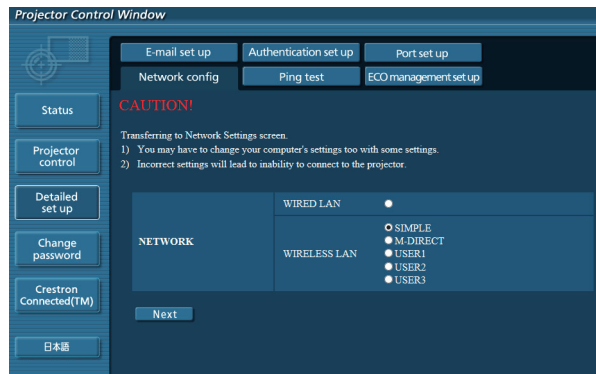 Projector Control Window
E-mail set up Authentication set up Port set up
Network config Ping test ECO management set up
Status
Projector
control
Detailed
set up
Change
password
Crestron
Connected(TM)
日本語
CAUTION!
Transferring to Network Settings screen.
1) You may have to change your computer's settings too with some settings.
2) Incorrect settings will lead to inability to connect to the projector.
NETWORK
WIRED LAN
WIRELESS LAN
SIMPLE
M-DIRECT
USER1
USER2
USER3
Next